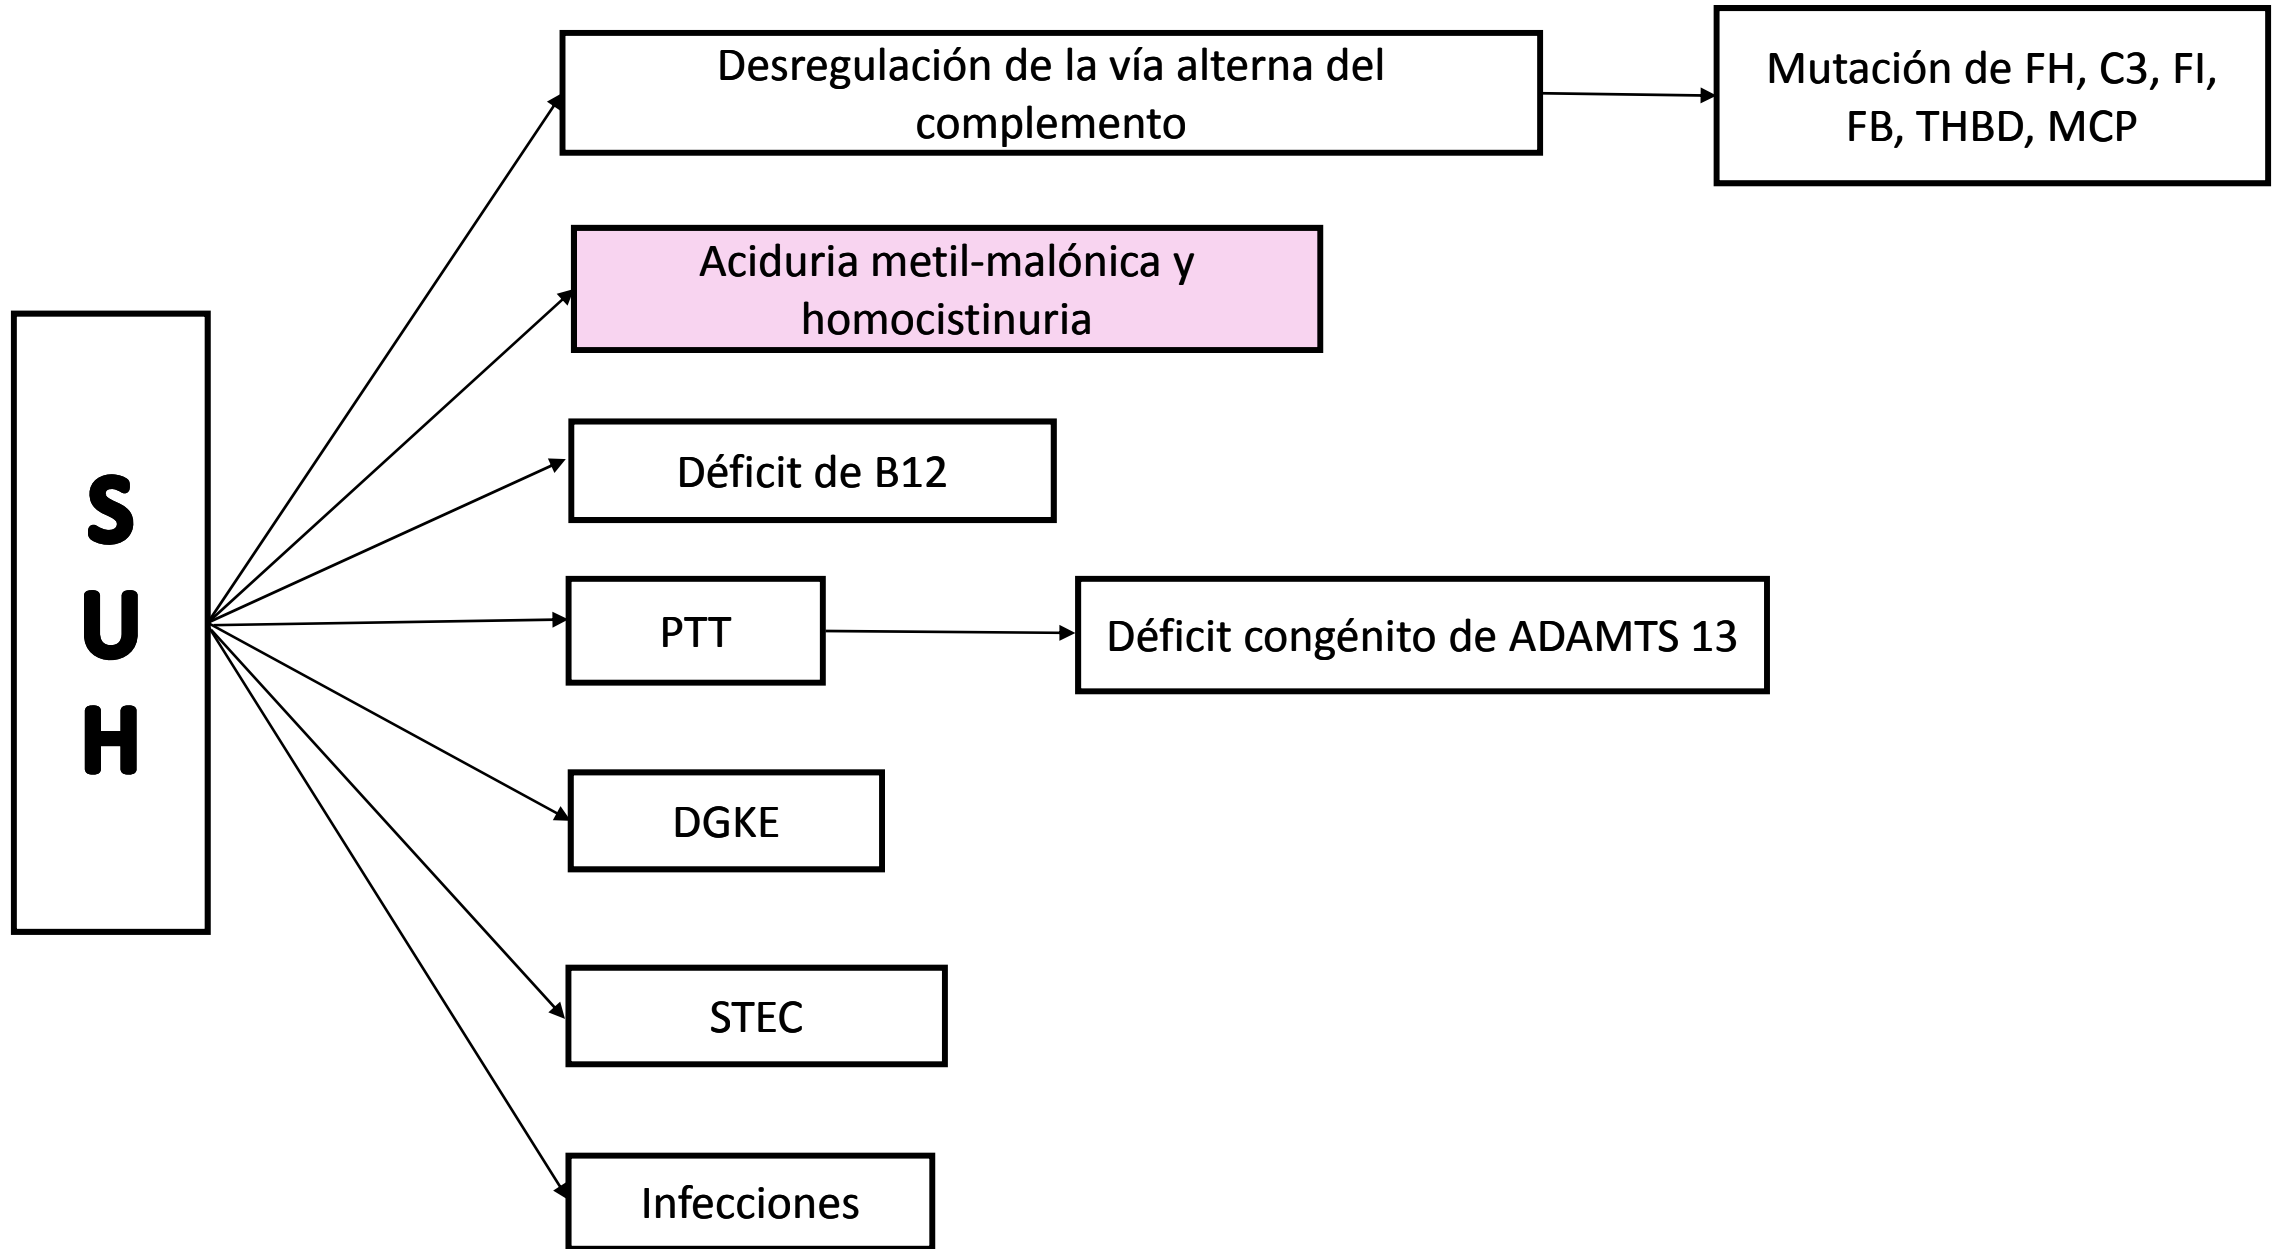 S
U
H
Desregulación de la vía alterna del
complemento
Mutación de FH, C3, FI,
FB, THBD, MCP
Aciduria metil-malónica y
homocistinuria
Déficit de B12
PTT
Déficit congénito de ADAMTS 13
DGKE
STEC
Infecciones